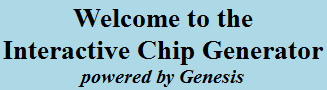 Welcome to the
Interactive Chip Generator
powered by Genesis